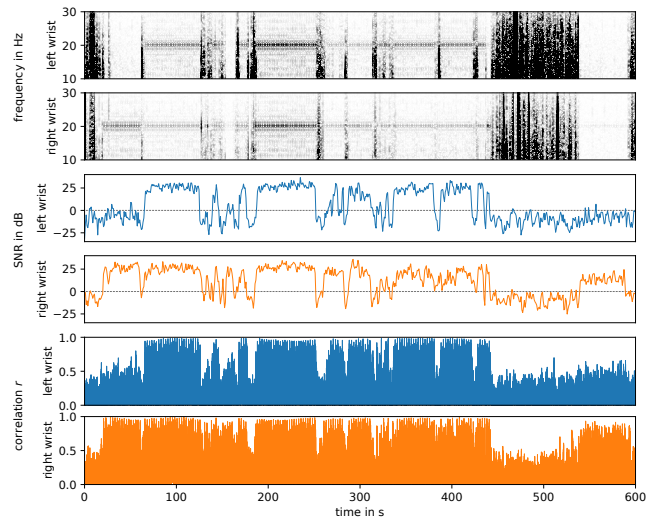 frequency in Hz
left wrist
30
20
10
right wrist
30
20
10
SNR in dB
left wrist
25
0
−25
right wrist
25
0
−25
correlation r
left wrist
1.0
0.5
0.0
right wrist
1.0
0.5
0.0
0 100 200 300 400 500 600
time in s